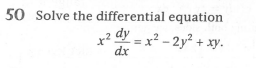 50 Solve the differential equation
x² dy/dx = x² – 2y² + xy.